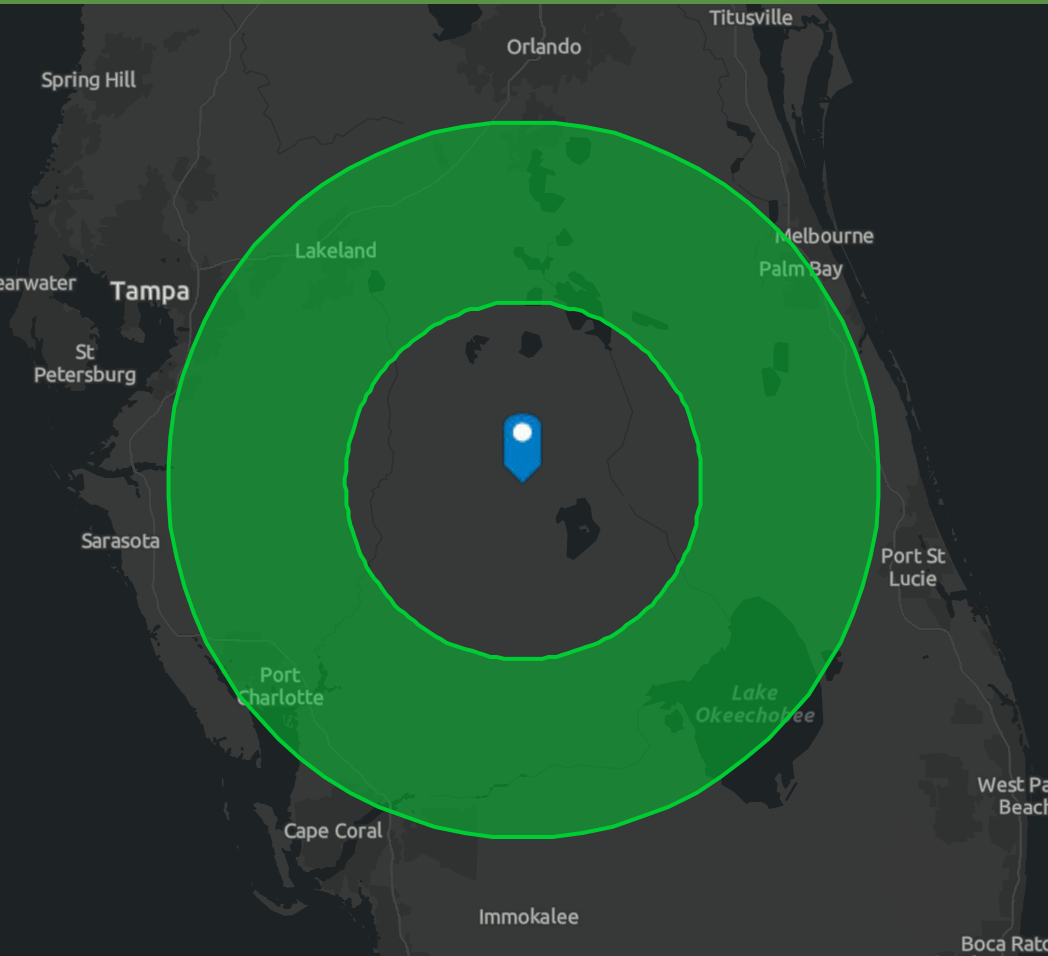 Titusville
Orlando
Spring Hill
Melbourne
Lakeland
Palm Bay
earwater
Tampa
St
Petersburg
Sarasota
Port St
Lucie
Port
Charlotte
Lake
Okeechobee
West Pa
Beach
Cape Coral
Immokalee
Boca Rato